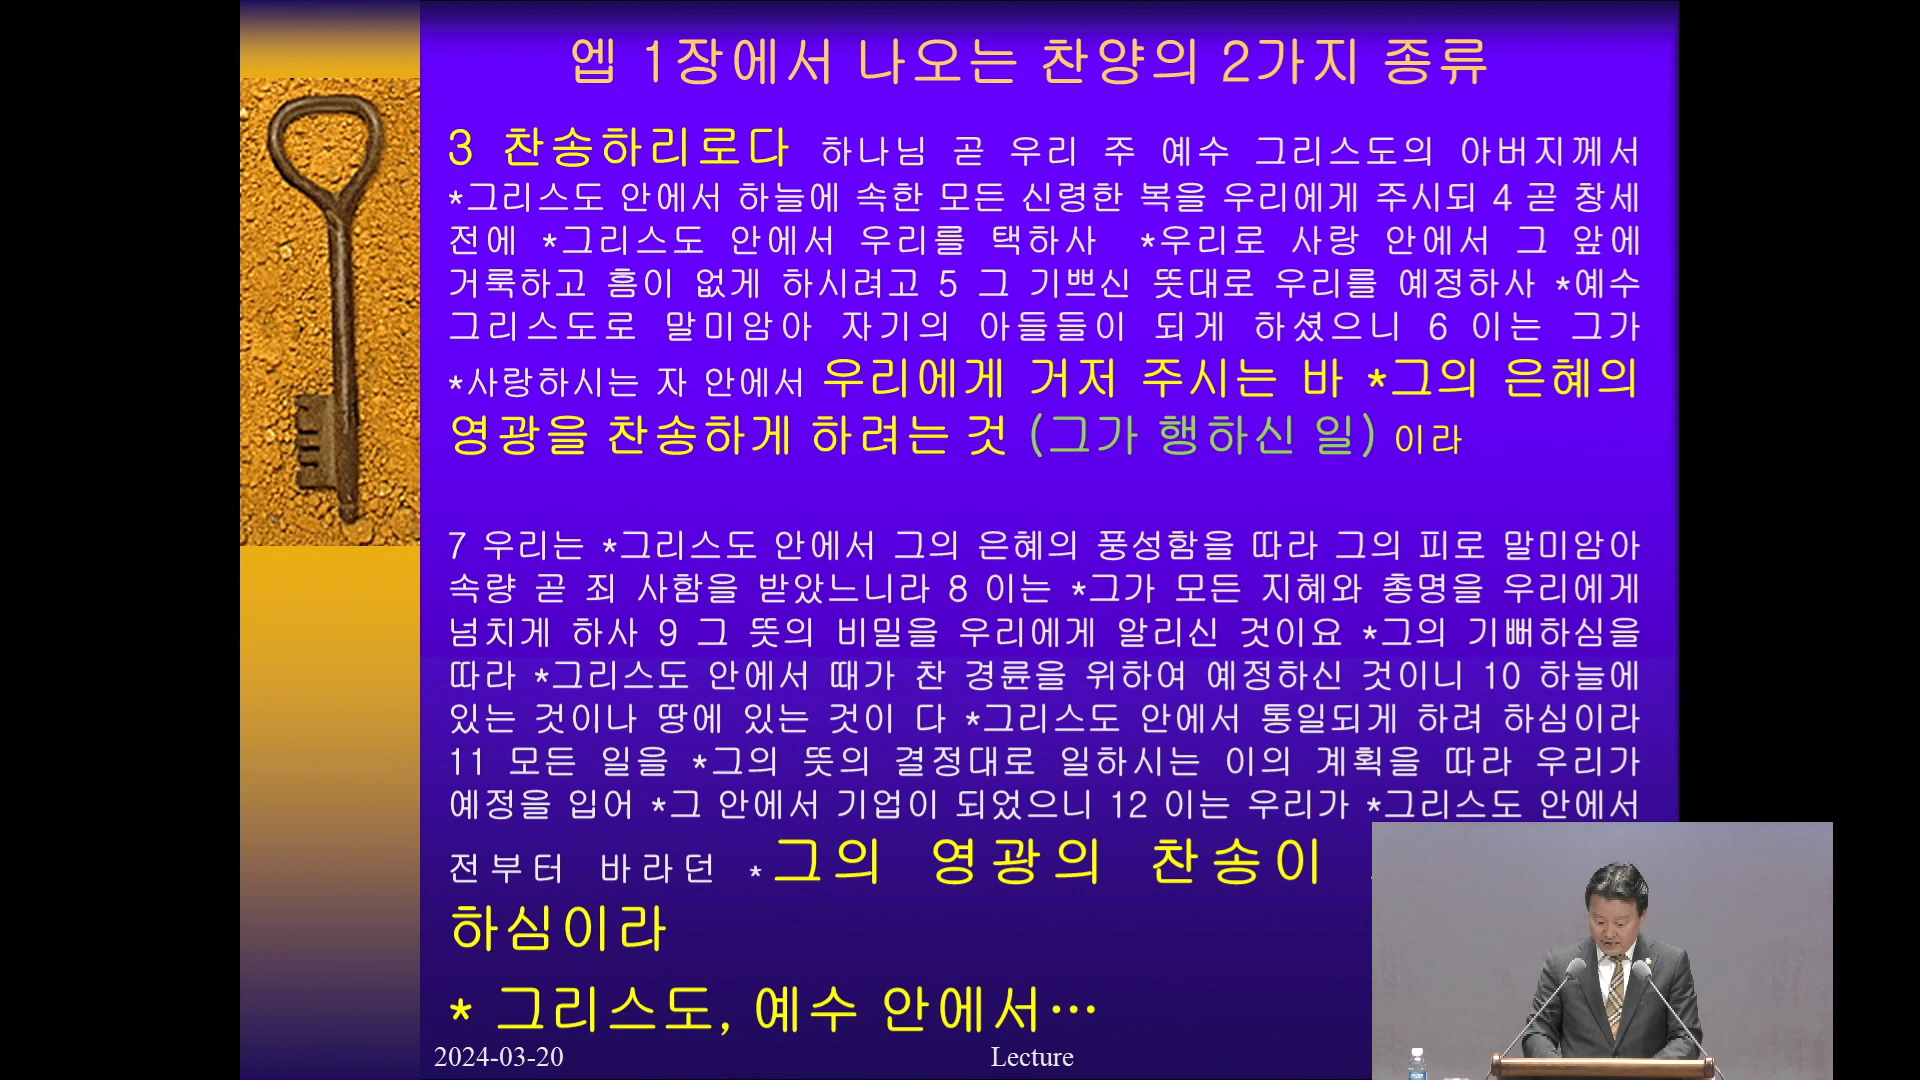 엡 1장에서 나오는 찬양의 2가지 종류
3 찬송하리로다 하나님 곧 우리 주 예수 그리스도의 아버지께서
*그리스도 안에서 하늘에 속한 모든 신령한 복을 우리에게 주시되 4 곧 창세
전에 *그리스도 안에서 우리를 택하사 *우리로 사랑 안에서 그 앞에
거룩하고 흠이 없게 하시려고 5 그 기쁘신 뜻대로 우리를 예정하사 *예수
그리스도로 말미암아 자기의 아들들이 되게 하셨으니 6 이는 그가
*사랑하시는 자 안에서 우리에게 거저 주시는 바 *그의 은혜의
영광을 찬송하게 하려는 것 (그가 행하신 일) 이라
7 우리는 *그리스도 안에서 그의 은혜의 풍성함을 따라 그의 피로 말미암아
속량 곧 죄 사함을 받았느니라 8 이는 *그가 모든 지혜와 총명을 우리에게
넘치게 하사 9 그 뜻의 비밀을 우리에게 알리신 것이요 *그의 기뻐하심을
따라 *그리스도 안에서 때가 찬 경륜을 위하여 예정하신 것이니 10 하늘에
있는 것이나 땅에 있는 것이 다 *그리스도 안에서 통일되게 하려 하심이라
11 모든 일을 *그의 뜻의 결정대로 일하시는 이의 계획을 따라 우리가
예정을 입어 *그 안에서 기업이 되었으니 12 이는 우리가 *그리스도 안에서
전부터 바라던 *그의 영광의 찬송이
하심이라
* 그리스도, 예수 안에서…
2024-03-20
Lecture